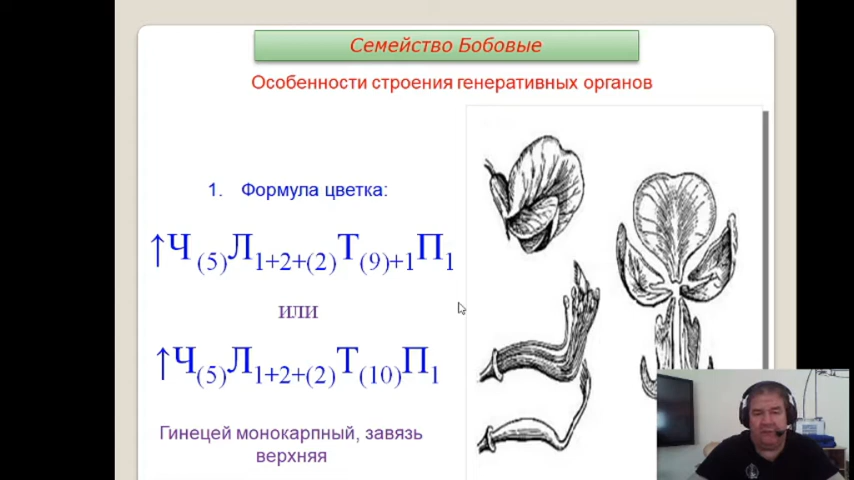 Семейство Бобовые
Особенности строения генеративных органов
1. Формула цветка:
↑Ч(5)Л1+2+(2)Т(9)+1П1
или
↑Ч(5)Л1+2+(2)Т(10)П1
Гинецей монокарпный, завязь
верхняя